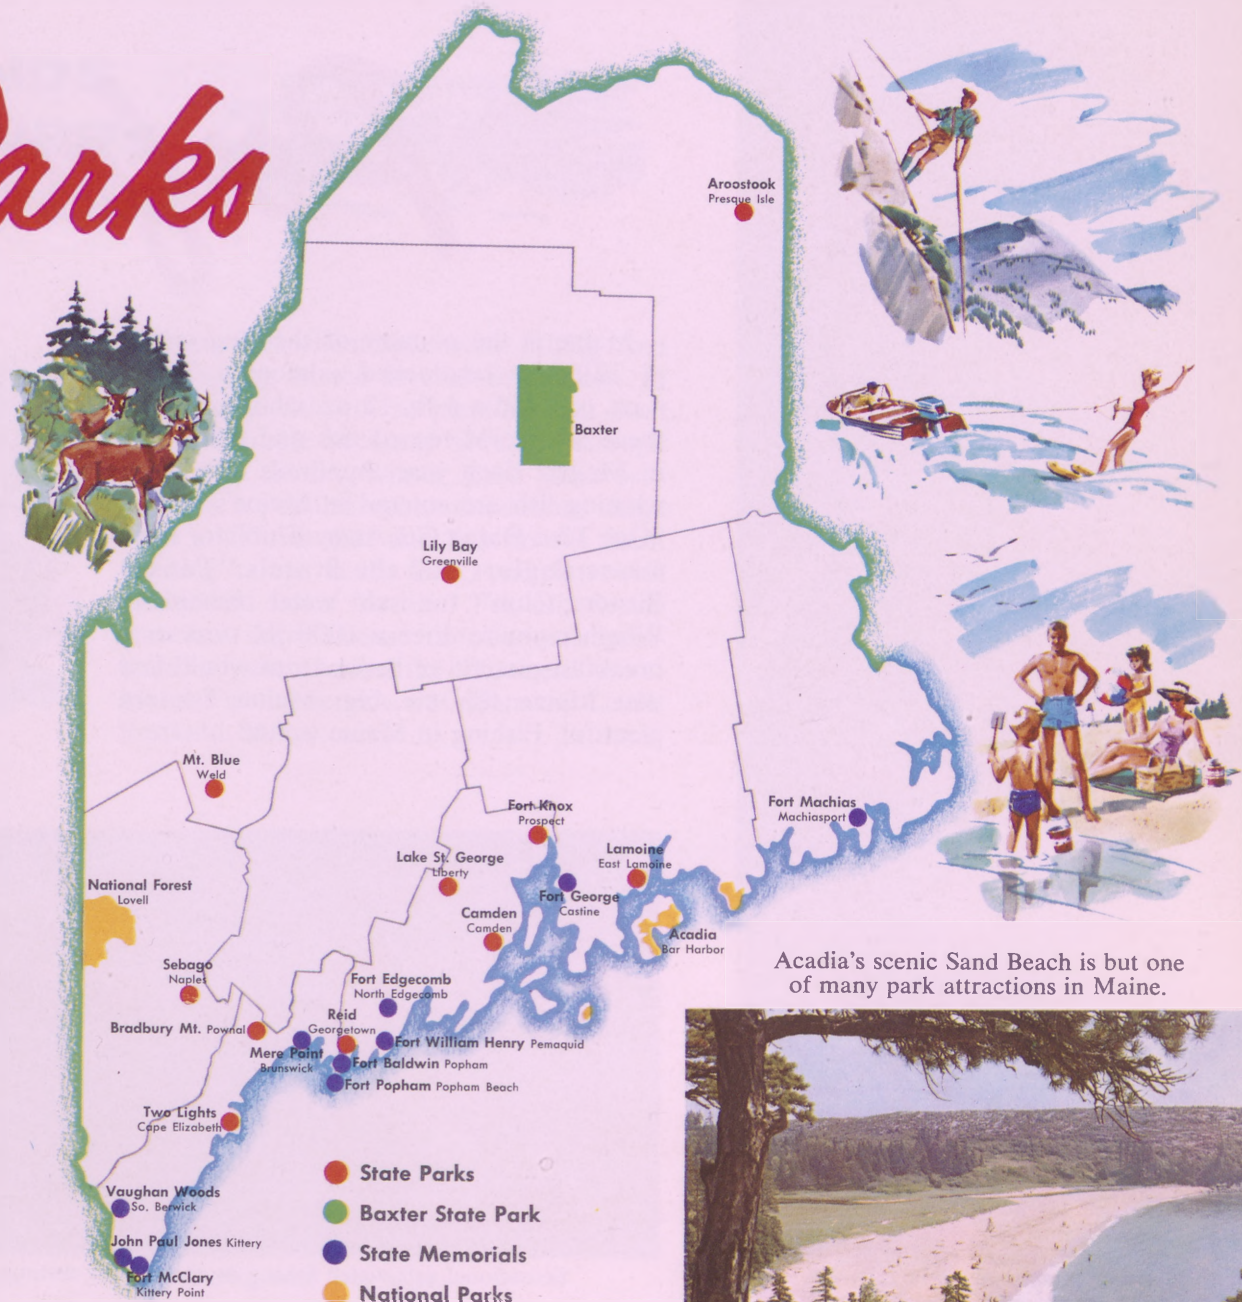 Parks
Aroostook
Presque Isle
Baxter
Lily Bay
Greenville
Mt. Blue
Weld
Fort Knox
Prospect
Fort Machias
Machiasport
Lake St. George
Liberty
Lamoine
East Lamoine
National Forest
Lovell
Fort George
Castine
Camden
Camden
Acadia
Bar Harbor
Sebago
Naples
Fort Edgecomb
North Edgecomb
Reid
Georgetown
Bradbury Mt. Pownal
Fort William Henry Pemaquid
Mere Point
Brunswick
Fort Baldwin Popham
Fort Popham Popham Beach
Two Lights
Cape Elizabeth
Vaughan Woods
So. Berwick
John Paul Jones Kittery
Fort McClary
Kittery Point
State Parks
Baxter State Park
State Memorials
National Parks
Acadia's scenic Sand Beach is but one
of many park attractions in Maine.